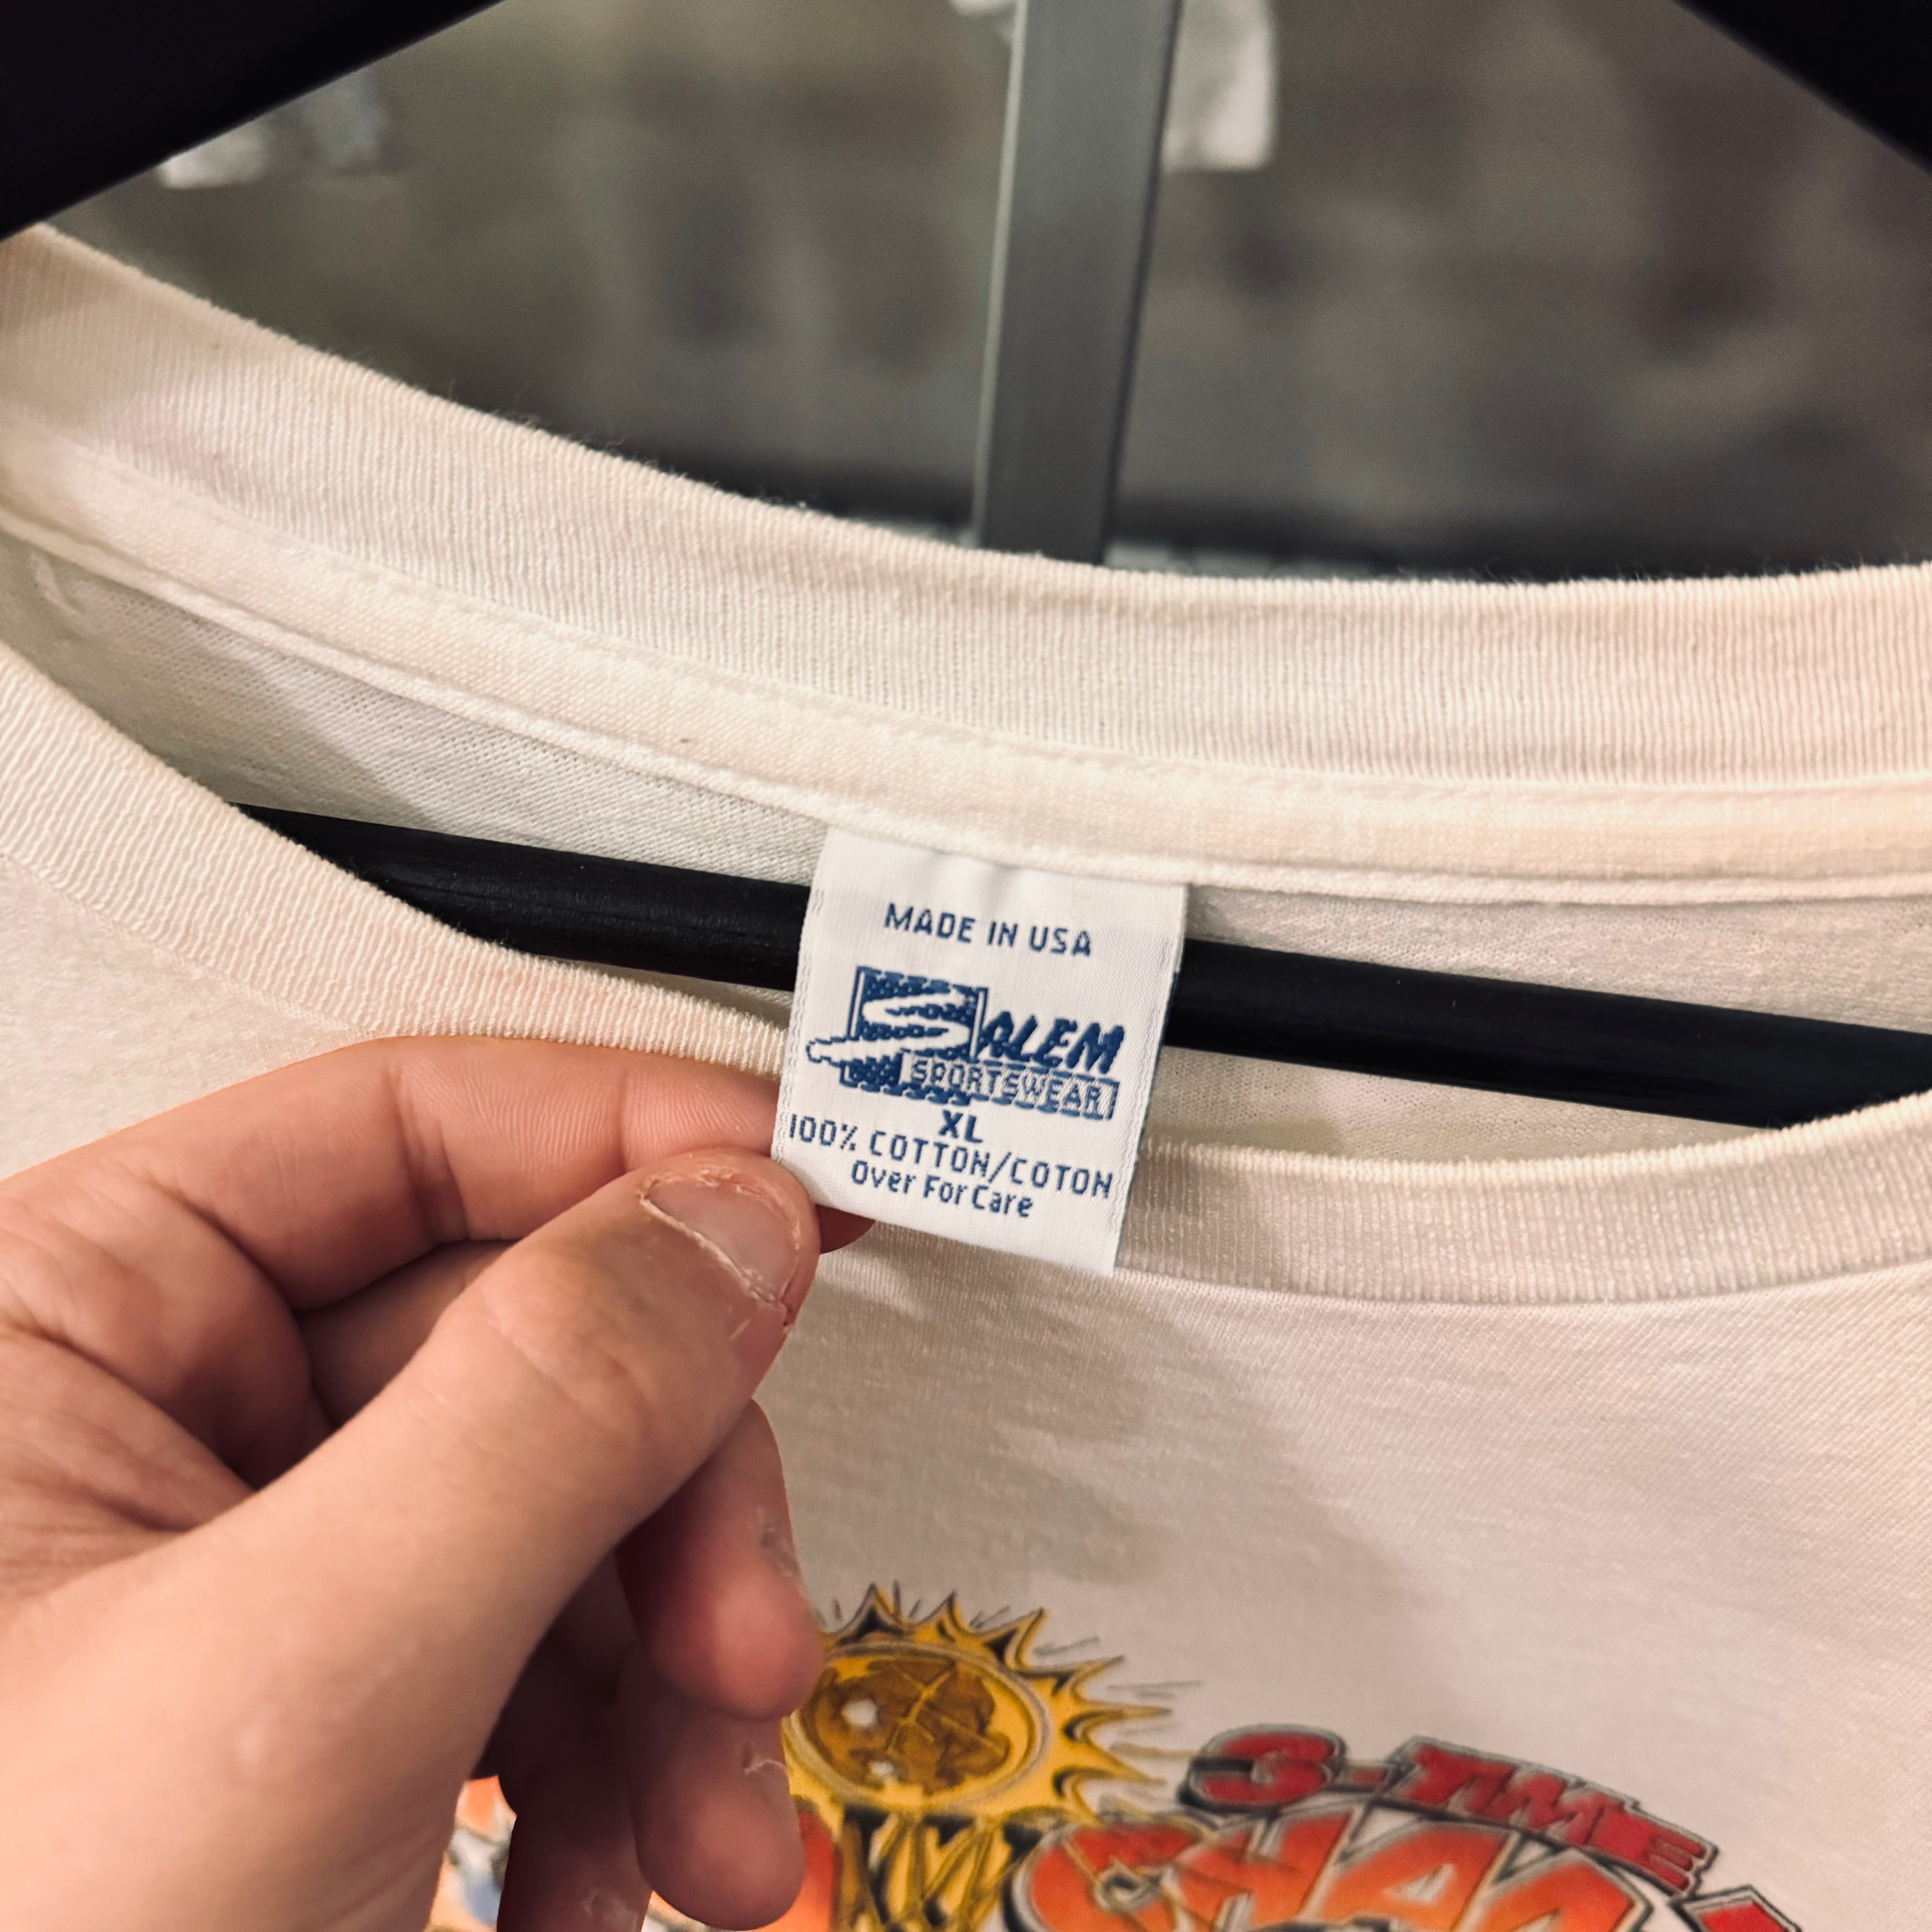 MADE IN USA
SALEM
SPORTSWEAR
XL
100% COTTON/COTON
Over For Care
3-TIME